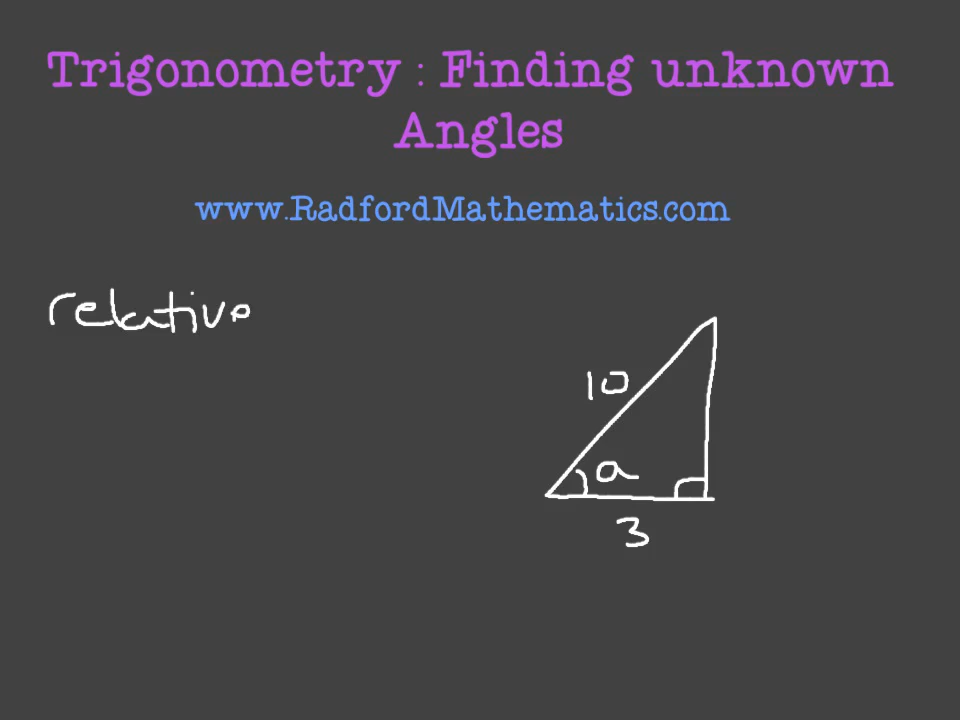 Trigonometry : Finding unknown
Angles
www.RadfordMathematics.com
relative
10
a
3